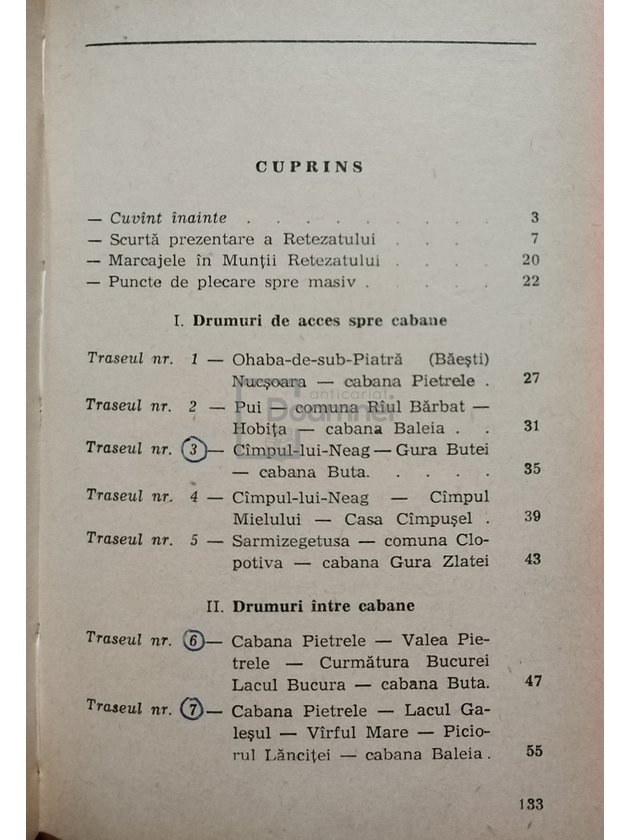 CUPRINS
— Cuvînt înainte . . . . . . . . 3
— Scurtă prezentare a Retezatului . . . 7
— Marcajele în Munții Retezatului . . . 20
— Puncte de plecare spre masiv . . . . 22
I. Drumuri de acces spre cabane
Traseul nr. 1 — Ohaba-de-sub-Piatră (Băești)
Nucșoara — cabana Pietrele . 27
Traseul nr. 2 — Pui — comuna Rîul Bărbat —
Hobița — cabana Baleia . . 31
Traseul nr. 3 — Cîmpul-lui-Neag — Gura Butei
— cabana Buta. . . . . 35
Traseul nr. 4 — Cîmpul-lui-Neag — Cîmpul
Mielului — Casa Cîmpușel . 39
Traseul nr. 5 — Sarmizegetusa — comuna Clo-
potiva — cabana Gura Zlatei 43
II. Drumuri între cabane
Traseul nr. 6 — Cabana Pietrele — Valea Pie-
trele — Curmătura Bucurei
Lacul Bucura — cabana Buta. 47
Traseul nr. 7 — Cabana Pietrele — Lacul Ga-
leșul — Vîrful Mare — Picio-
rul Lănciței — cabana Baleia . 55
133
anticariat
Doamnei